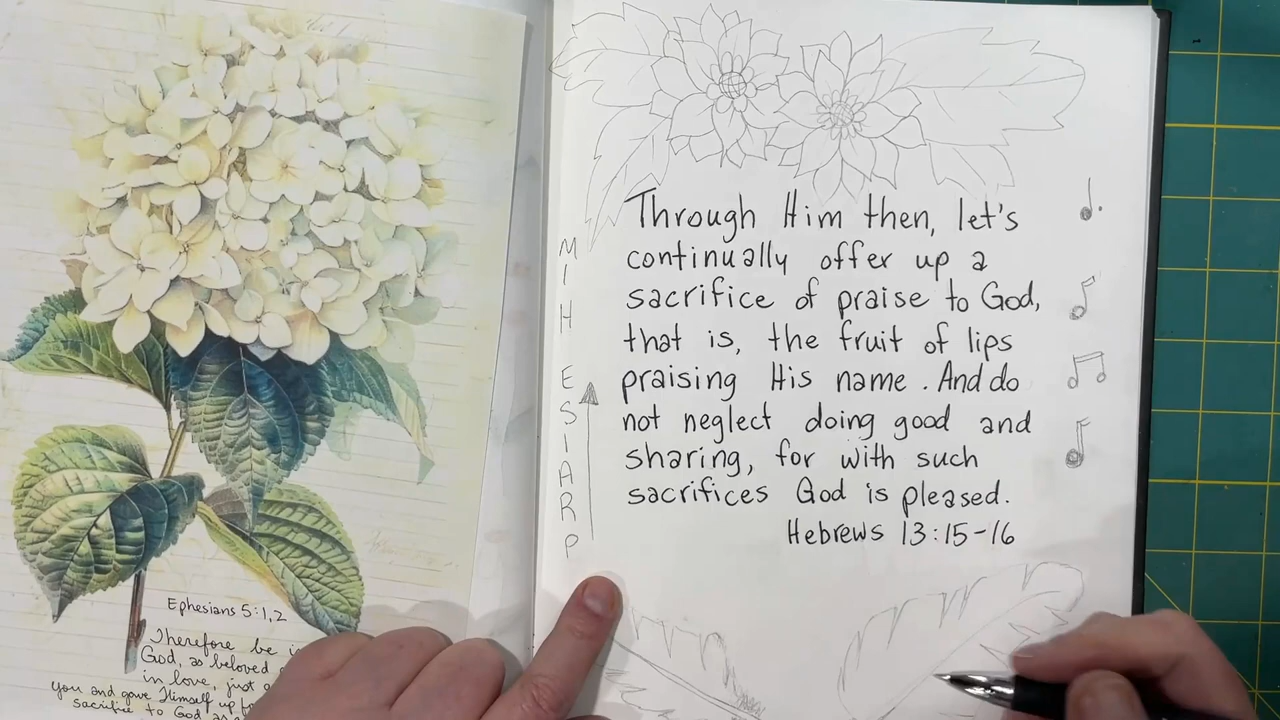 Ephesians 5:1,2
Therefore be
God, as beloved
in love, just
you and gave Himself up
sacrifice to God as
M
I
H
E
S
I
A
R
P
Through Him then, let's
continually offer up a
sacrifice of praise to God,
that is, the fruit of lips
praising His name. And do
not neglect doing good and
sharing, for with such
sacrifices God is pleased.
Hebrews 13:15-16